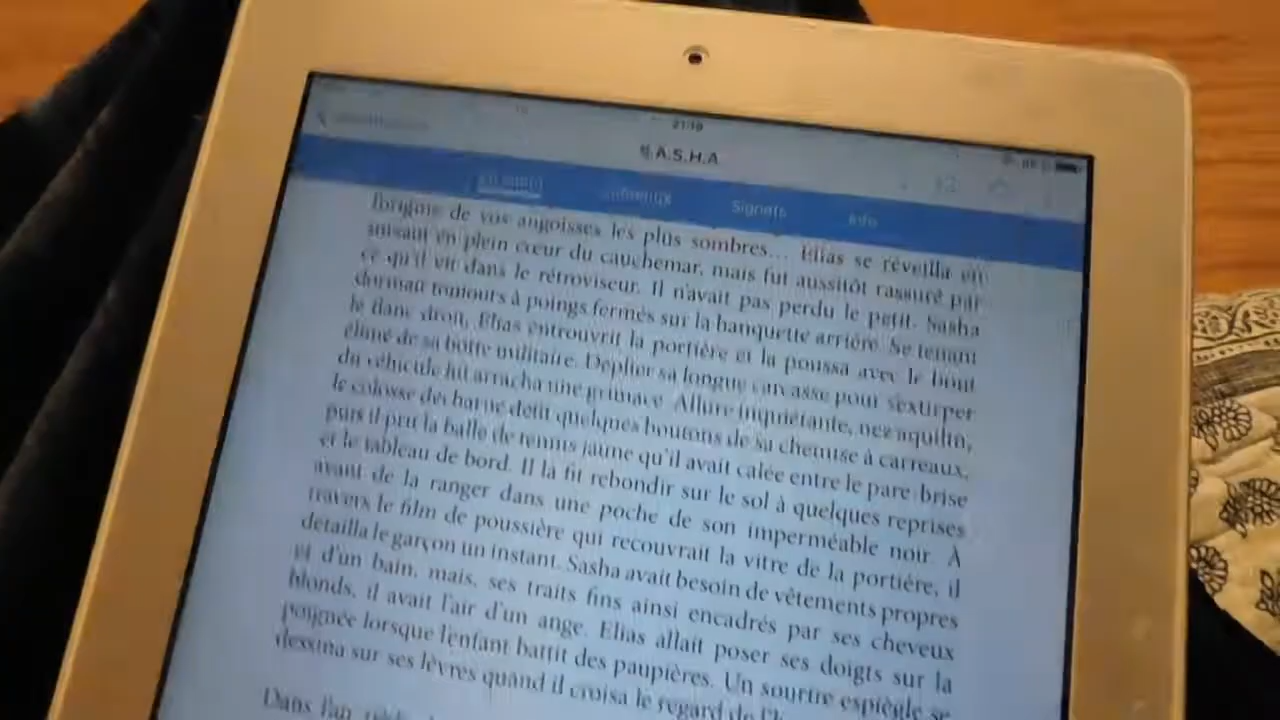 21:19
S.A.S.H.A
Signets
Info
l'origine de vos angoisses les plus sombres… Elias se réveilla en
sursaut en plein cœur du cauchemar, mais fut aussitôt rassuré par
ce qu'il vit dans le rétroviseur. Il n'avait pas perdu le petit. Sasha
dormait toujours à poings fermés sur la banquette arrière. Se tenant
le flanc droit, Elias entrouvrit la portière et la poussa avec le bout
élimé de sa botte militaire. Déplier sa longue carcasse pour s'extirper
du véhicule lui arracha une grimace. Allure inquiétante, nez aquilin,
le colosse décharné défit quelques boutons de sa chemise à carreaux,
puis il prit la balle de tennis jaune qu'il avait calée entre le pare-brise
et le tableau de bord. Il la fit rebondir sur le sol à quelques reprises
avant de la ranger dans une poche de son imperméable noir. À
travers le film de poussière qui recouvrait la vitre de la portière, il
détailla le garçon un instant. Sasha avait besoin de vêtements propres
et d'un bain, mais, ses traits fins ainsi encadrés par ses cheveux
blonds, il avait l'air d'un ange. Elias allait poser ses doigts sur la
poignée lorsque l'enfant battit des paupières. Un sourire espiègle se
dessina sur ses lèvres quand il croisa le regard de
Dans l'an